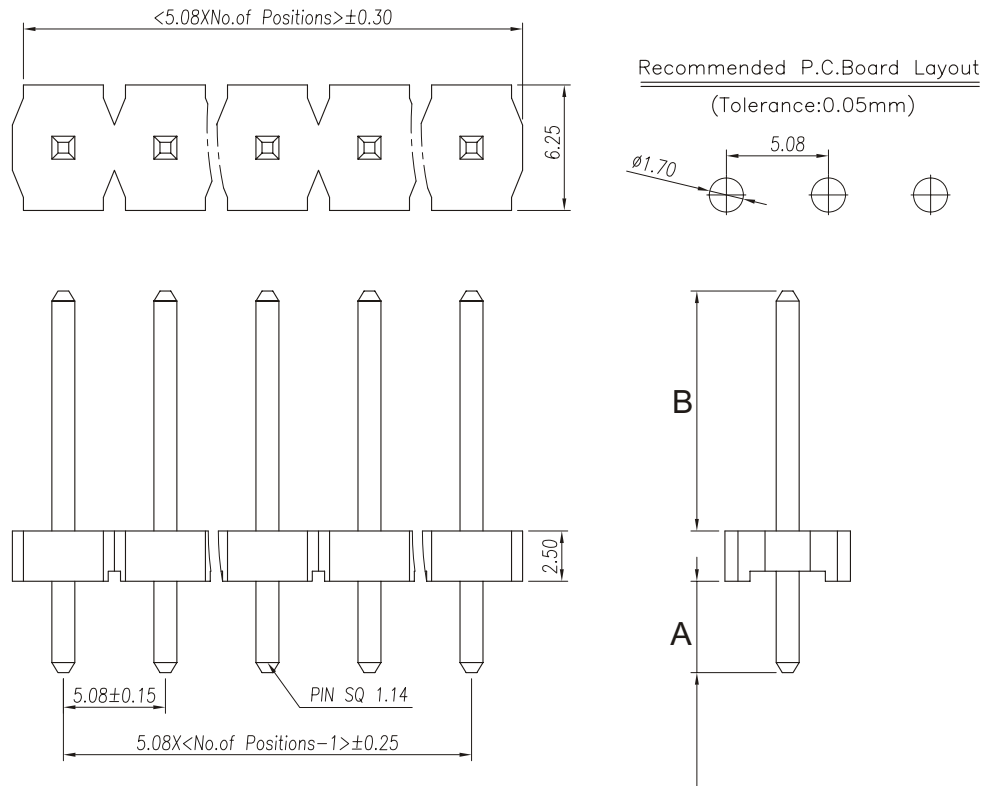 <5.08XNo.of Positions>±0.30
Recommended P.C.Board Layout
(Tolerance:0.05mm)
5.08
ø1.70
6.25
B
2.50
A
5.08±0.15
PIN SQ 1.14
5.08X<No.of Positions-1>±0.25